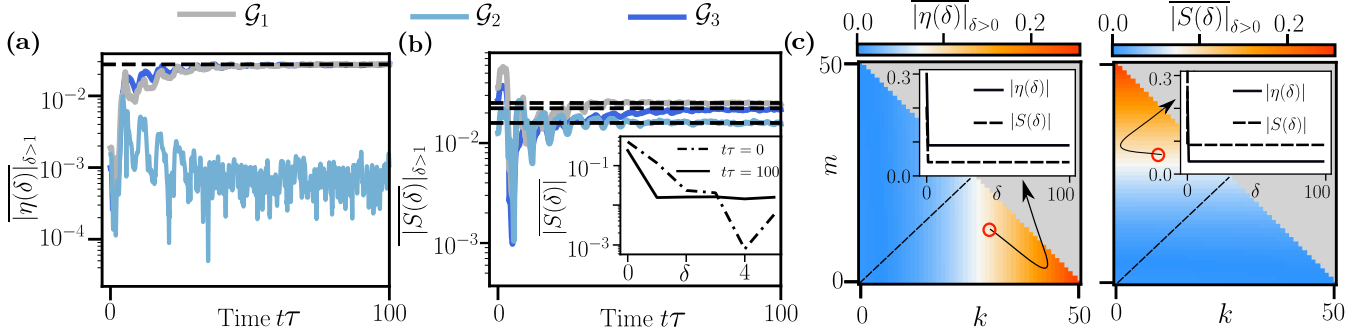 𝒢₁ 𝒢₂ 𝒢₃
(a)
|η(δ)|δ>1
10⁻²
10⁻³
10⁻⁴
0 100
Time tτ
(b)
|S(δ)|δ>1
10⁻²
10⁻³
0 100
Time tτ
|S(δ)|
10⁻¹
10⁻³
tτ = 0
tτ = 100
0 δ 4
(c)
|η(δ)|δ>0
0.0 0.2
m
50
0
0 k 50
0.3
0.0
|η(δ)|
|S(δ)|
0 δ 100
|S(δ)|δ>0
0.0 0.2
50
0
0 k 50
0.3
0.0
|η(δ)|
|S(δ)|
0 δ 100